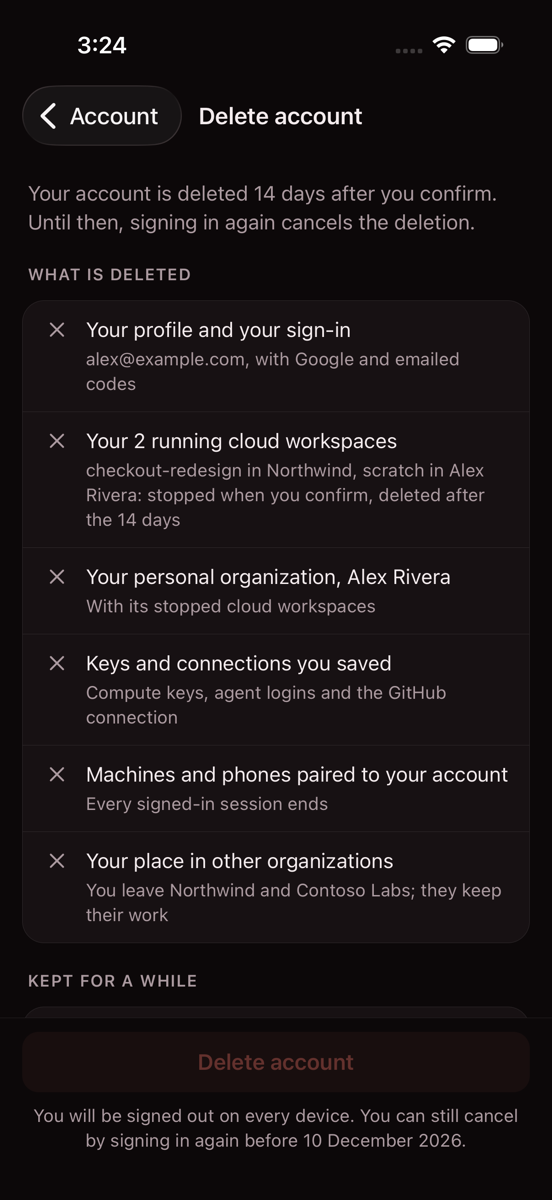 3:24
Account
Delete account
Your account is deleted 14 days after you confirm.
Until then, signing in again cancels the deletion.
WHAT IS DELETED
Your profile and your sign-in
alex@example.com, with Google and emailed
codes
Your 2 running cloud workspaces
checkout-redesign in Northwind, scratch in Alex
Rivera: stopped when you confirm, deleted after
the 14 days
Your personal organization, Alex Rivera
With its stopped cloud workspaces
Keys and connections you saved
Compute keys, agent logins and the GitHub
connection
Machines and phones paired to your account
Every signed-in session ends
Your place in other organizations
You leave Northwind and Contoso Labs; they keep
their work
KEPT FOR A WHILE
Delete account
You will be signed out on every device. You can still cancel
by signing in again before 10 December 2026.